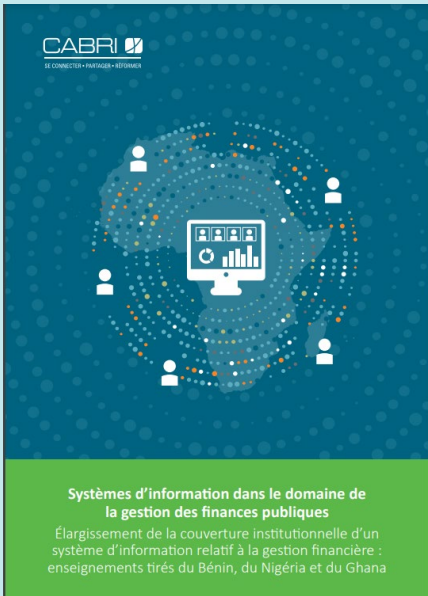 CABRI
SE CONNECTER • PARTAGER • RÉFORMER
Systèmes d'information dans le domaine de
la gestion des finances publiques
Élargissement de la couverture institutionnelle d'un
système d'information relatif à la gestion financière :
enseignements tirés du Bénin, du Nigéria et du Ghana